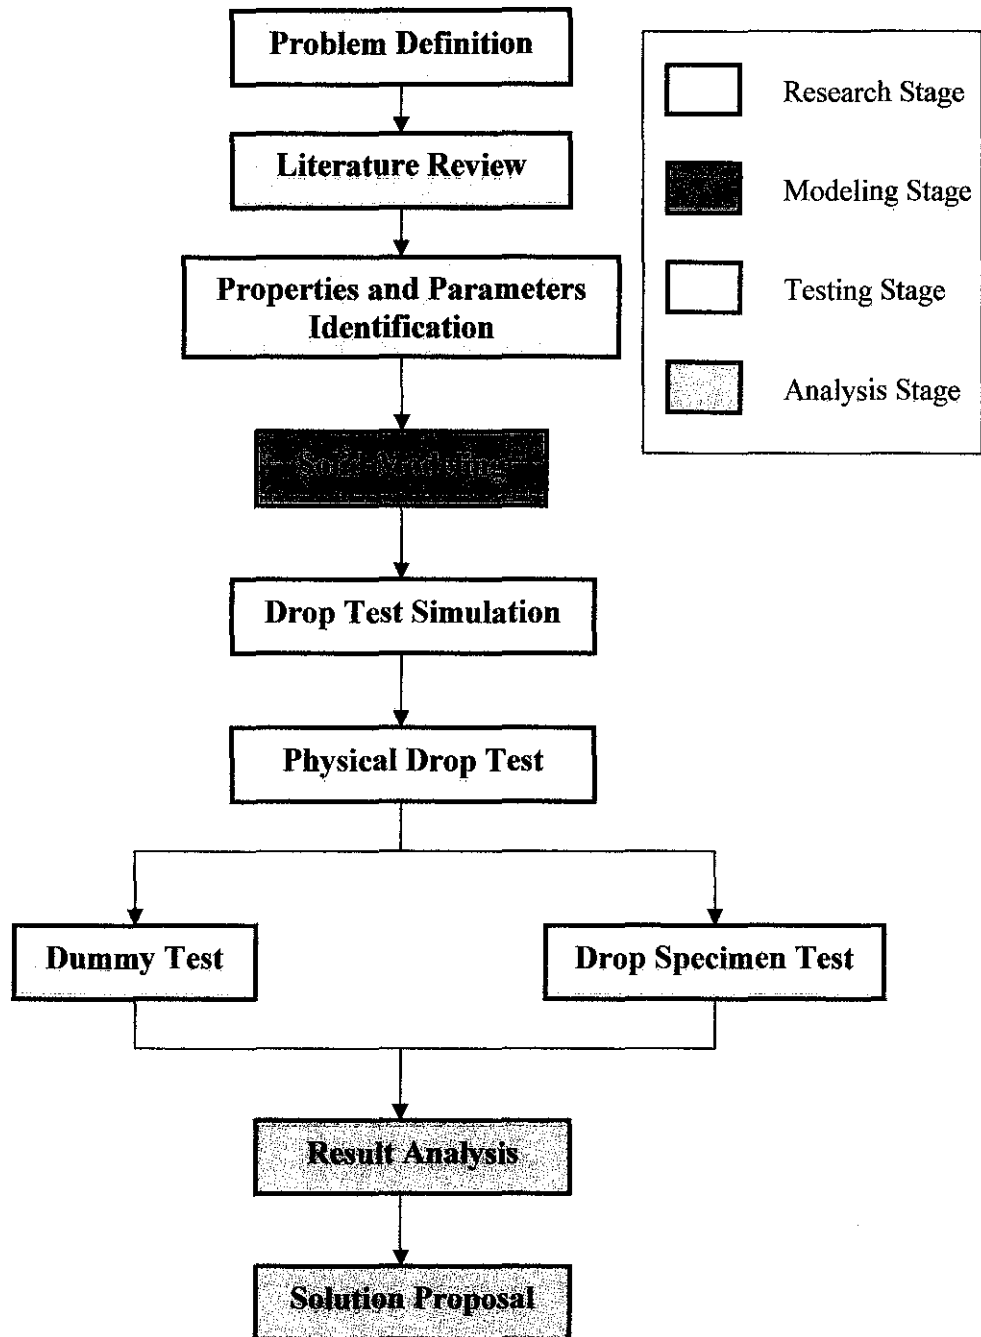 Problem Definition
Literature Review
Properties and Parameters
Identification
Drop Test Simulation
Physical Drop Test
Dummy Test
Drop Specimen Test
Result Analysis
Solution Proposal
Research Stage
Modeling Stage
Testing Stage
Analysis Stage